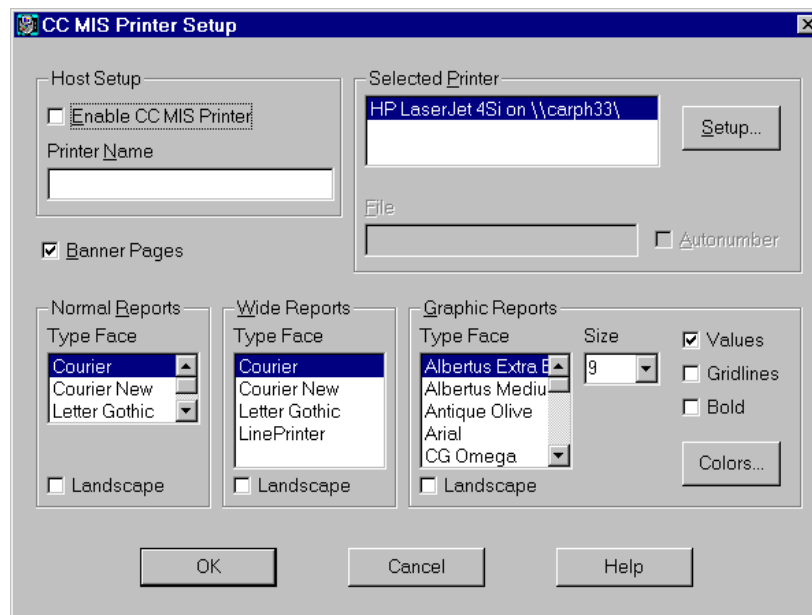 CC MIS Printer Setup
Host Setup
Enable CC MIS Printer
Printer Name
Selected Printer
HP LaserJet 4Si on \\carph33\
Setup...
File
Autonumber
Banner Pages
Normal Reports
Type Face
Courier
Courier New
Letter Gothic
Landscape
Wide Reports
Type Face
Courier
Courier New
Letter Gothic
LinePrinter
Landscape
Graphic Reports
Type Face
Albertus Extra E
Albertus Mediu
Antique Olive
Arial
CG Omega
Landscape
Size
9
Values
Gridlines
Bold
Colors...
OK
Cancel
Help